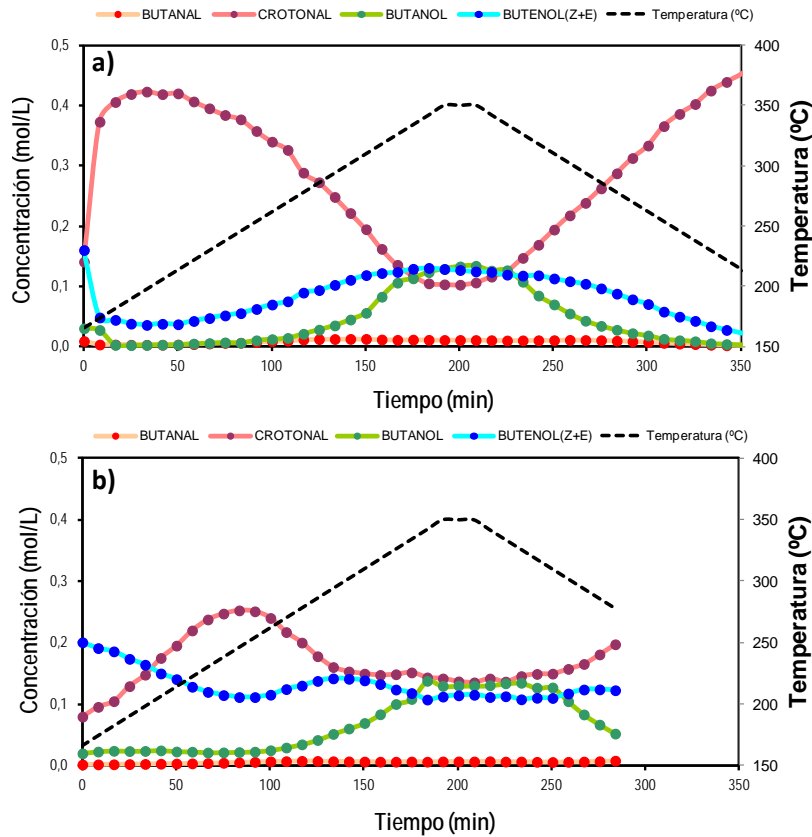 BUTANAL CROTONAL BUTANOL BUTENOL(Z+E) Temperatura (ºC)
a)
0,5
0,4
0,3
0,2
0,1
0,0
Concentración (mol/L)
400
350
300
250
200
150
Temperatura (ºC)
0 50 100 150 200 250 300 350
Tiempo (min)
BUTANAL CROTONAL BUTANOL BUTENOL(Z+E) Temperatura (ºC)
b)
0,5
0,4
0,3
0,2
0,1
0,0
Concentración (mol/L)
400
350
300
250
200
150
Temperatura (ºC)
0 50 100 150 200 250 300 350
Tiempo (min)